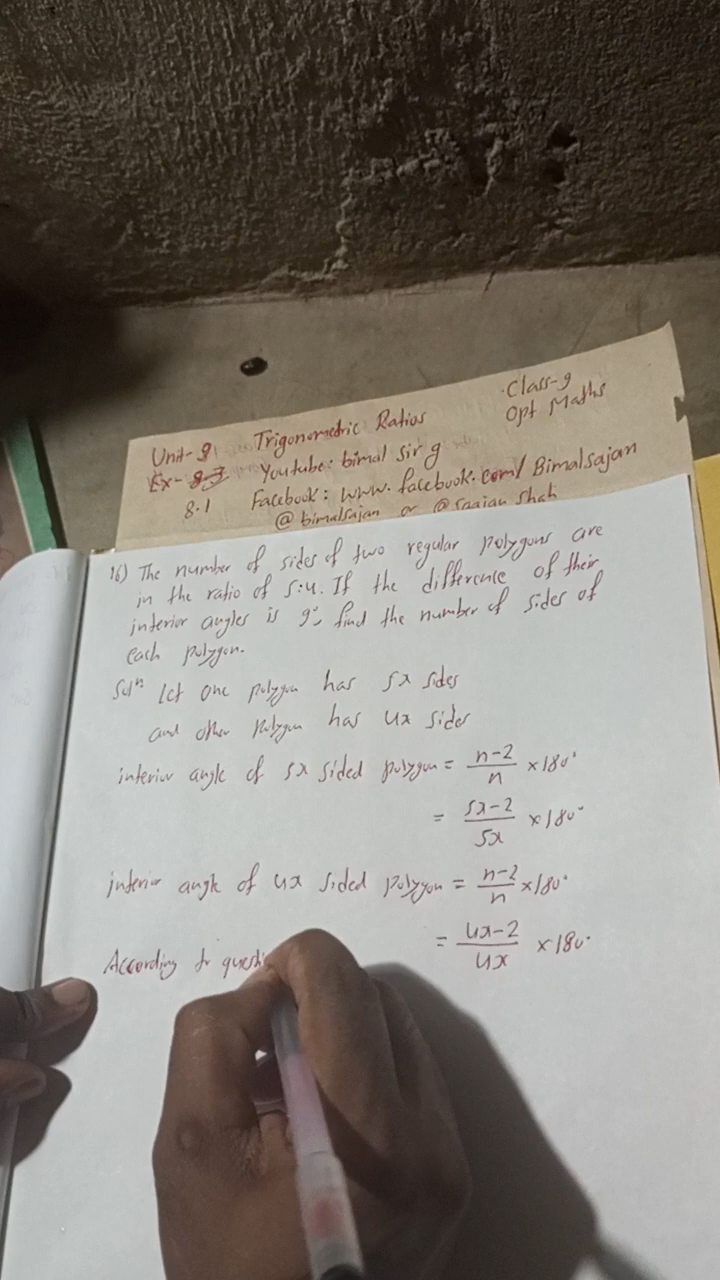 Class-9
Unit-9 Trigonometric Ratios Opt Maths
Ex- Youtube: bimal sir g
8.1 Facebook: www.facebook.com/Bimalsajan
@bimalsajan or @sajan shah
16) The number of sides of two regular polygons are
in the ratio of 5:4. If the difference of their
interior angles is 9°, find the number of sides of
each polygon.
Solⁿ Let one polygon has 5x sides
and other polygon has 4x sides
interior angle of 5x sided polygon = n-2/n ×180°
= 5x-2/5x ×180°
interior angle of 4x sided polygon = n-2/n ×180°
= 4x-2/4x ×180°
According to questi